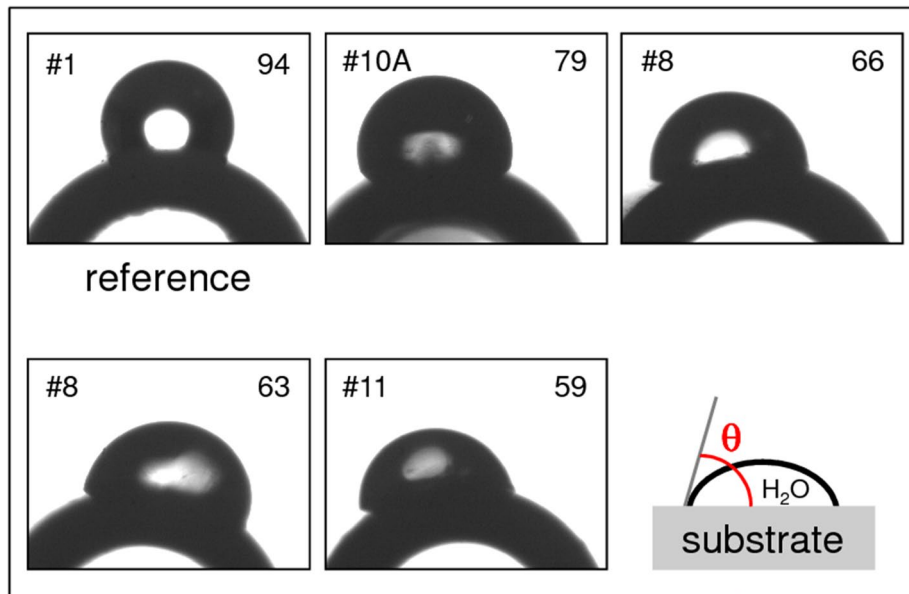 #1 94
#10A 79
#8 66
reference
#8 63
#11 59
θ
H₂O
substrate